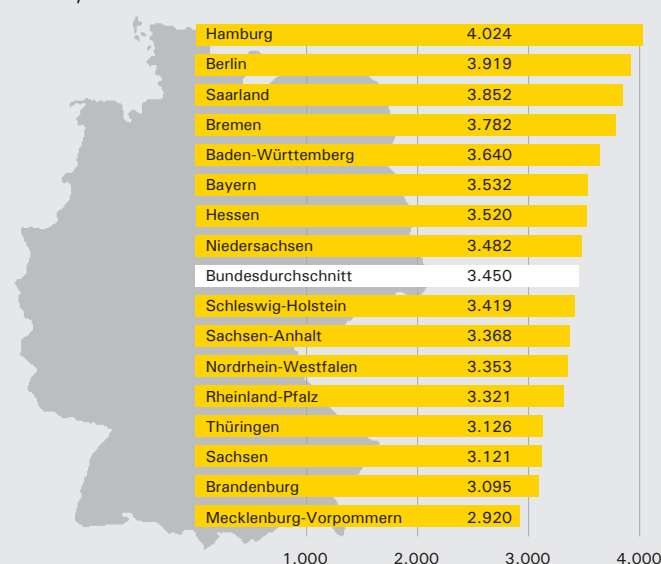 Hamburg 4.024
Berlin 3.919
Saarland 3.852
Bremen 3.782
Baden-Württemberg 3.640
Bayern 3.532
Hessen 3.520
Niedersachsen 3.482
Bundesdurchschnitt 3.450
Schleswig-Holstein 3.419
Sachsen-Anhalt 3.368
Nordrhein-Westfalen 3.353
Rheinland-Pfalz 3.321
Thüringen 3.126
Sachsen 3.121
Brandenburg 3.095
Mecklenburg-Vorpommern 2.920
1.000 2.000 3.000 4.000